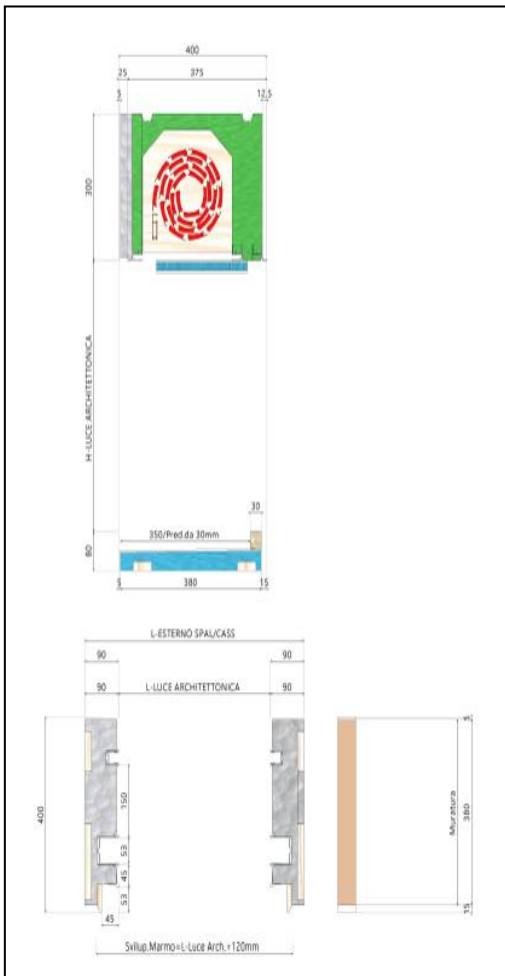 400
25 375
5 12,5
300
H-LUCE ARCHITETTONICA
30
350/Pred.da 30mm
80
5 380 15
L-ESTERNO SPAL/CASS
90 90
90 L-LUCE ARCHITETTONICA 90
400
150
53
45
53
45
Svilup.Marmo=L-Luce Arch.+120mm
5
Muratura
380
15